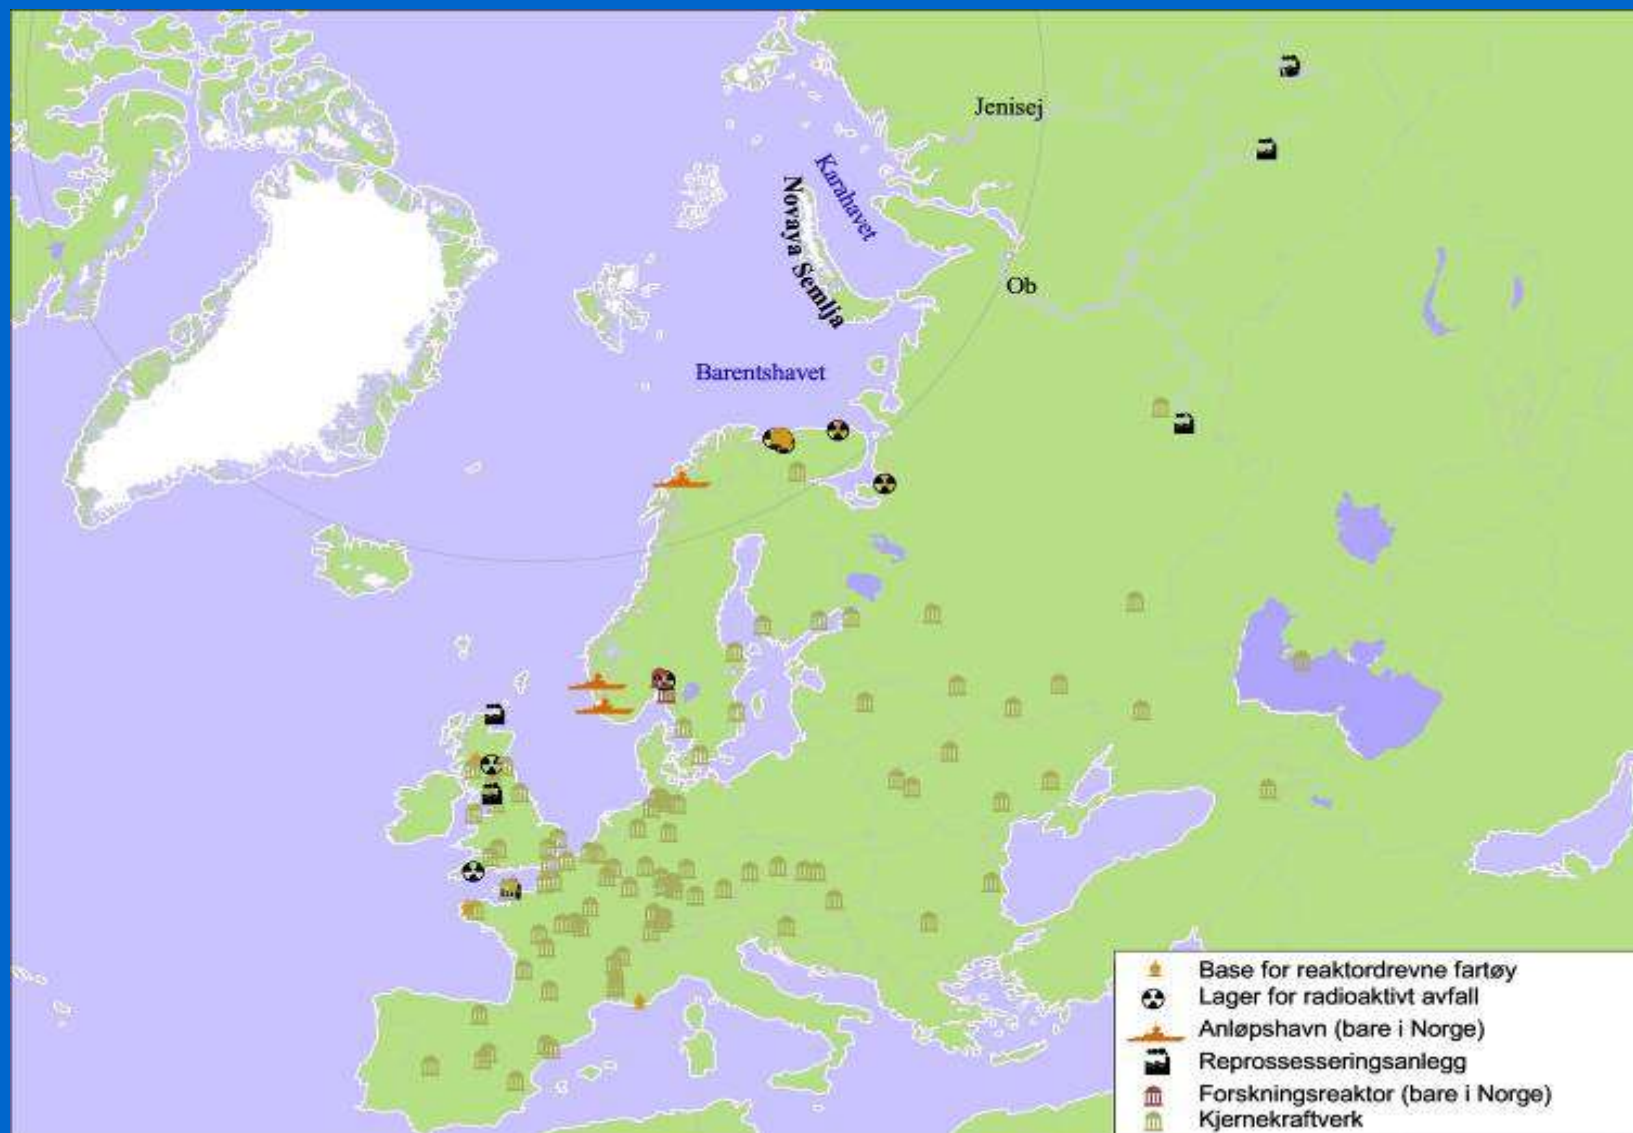 Jenisej
Karahavet
Novaya Semlja
Ob
Barentshavet
Base for reaktordrevne fartøy
Lager for radioaktivt avfall
Anløpshavn (bare i Norge)
Reprossesseringsanlegg
Forskningsreaktor (bare i Norge)
Kjernekraftverk